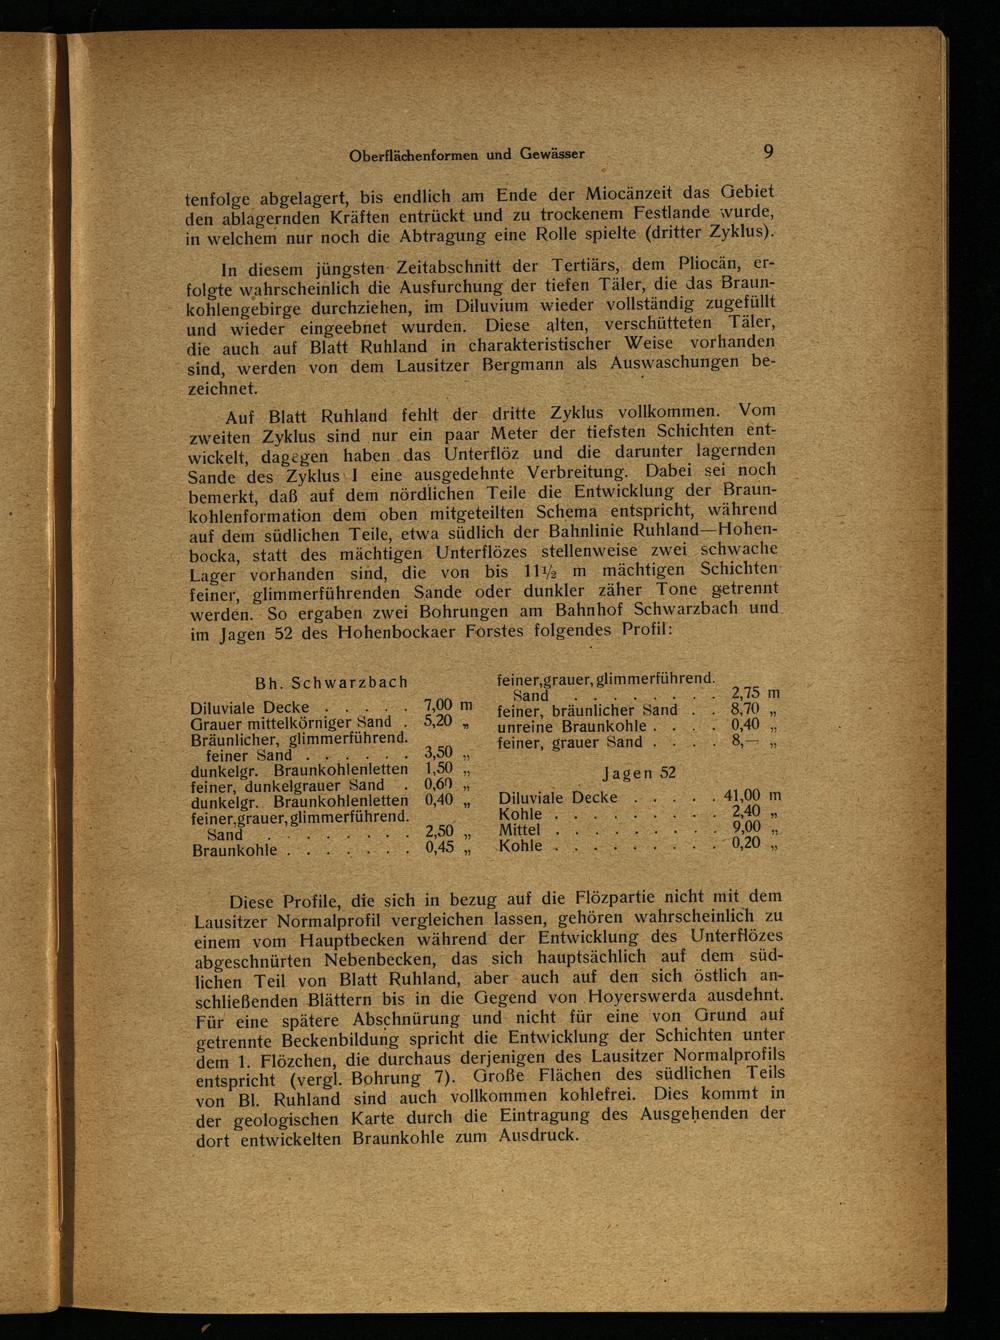 Oberflächenformen und Gewässer 9
tenfolge abgelagert, bis endlich am Ende der Miocänzeit das Gebiet
den ablagernden Kräften entrückt und zu trockenem Festlande wurde,
in welchem nur noch die Abtragung eine Rolle spielte (dritter Zyklus).
In diesem jüngsten Zeitabschnitt der Tertiärs, dem Pliocän, er-
folgte wahrscheinlich die Ausfurchung der tiefen Täler, die das Braun-
kohlengebirge durchziehen, im Diluvium wieder vollständig zugefüllt
und wieder eingeebnet wurden. Diese alten, verschütteten Täler,
die auch auf Blatt Ruhland in charakteristischer Weise vorhanden
sind, werden von dem Lausitzer Bergmann als Auswaschungen be-
zeichnet.
Auf Blatt Ruhland fehlt der dritte Zyklus vollkommen. Vom
zweiten Zyklus sind nur ein paar Meter der tiefsten Schichten ent-
wickelt, dagegen haben das Unterflöz und die darunter lagernden
Sande des Zyklus I eine ausgedehnte Verbreitung. Dabei sei noch
bemerkt, daß auf dem nördlichen Teile die Entwicklung der Braun-
kohlenformation dem oben mitgeteilten Schema entspricht, während
auf dem südlichen Teile, etwa südlich der Bahnlinie Ruhland—Hohen-
bocka, statt des mächtigen Unterflözes stellenweise zwei schwache
Lager vorhanden sind, die von bis 11½ m mächtigen Schichten
feiner, glimmerführenden Sande oder dunkler zäher Tone getrennt
werden. So ergaben zwei Bohrungen am Bahnhof Schwarzbach und
im Jagen 52 des Hohenbockaer Forstes folgendes Profil:
Bh. Schwarzbach
Diluviale Decke . . . . . 7,00 m
Grauer mittelkörniger Sand . 5,20 „
Bräunlicher, glimmerführend.
feiner Sand . . . . . . 3,50 „
dunkelgr. Braunkohlenletten 1,50 „
feiner, dunkelgrauer Sand . 0,60 „
dunkelgr. Braunkohlenletten 0,40 „
feiner,grauer,glimmerführend.
Sand . . . . . . . . 2,50 „
Braunkohle . . . . . . . 0,45 „
feiner,grauer,glimmerführend.
Sand . . . . . . . . 2,75 m
feiner, bräunlicher Sand . . 8,70 „
unreine Braunkohle . . . . 0,40 „
feiner, grauer Sand . . . . 8,— „
Jagen 52
Diluviale Decke . . . . . 41,00 m
Kohle . . . . . . . . . 2,40 „
Mittel . . . . . . . . . 9,00 „
Kohle . . . . . . . . . 0,20 „
Diese Profile, die sich in bezug auf die Flözpartie nicht mit dem
Lausitzer Normalprofil vergleichen lassen, gehören wahrscheinlich zu
einem vom Hauptbecken während der Entwicklung des Unterflözes
abgeschnürten Nebenbecken, das sich hauptsächlich auf dem süd-
lichen Teil von Blatt Ruhland, aber auch auf den sich östlich an-
schließenden Blättern bis in die Gegend von Hoyerswerda ausdehnt.
Für eine spätere Abschnürung und nicht für eine von Grund auf
getrennte Beckenbildung spricht die Entwicklung der Schichten unter
dem 1. Flözchen, die durchaus derjenigen des Lausitzer Normalprofils
entspricht (vergl. Bohrung 7). Große Flächen des südlichen Teils
von Bl. Ruhland sind auch vollkommen kohlefrei. Dies kommt in
der geologischen Karte durch die Eintragung des Ausgehenden der
dort entwickelten Braunkohle zum Ausdruck.